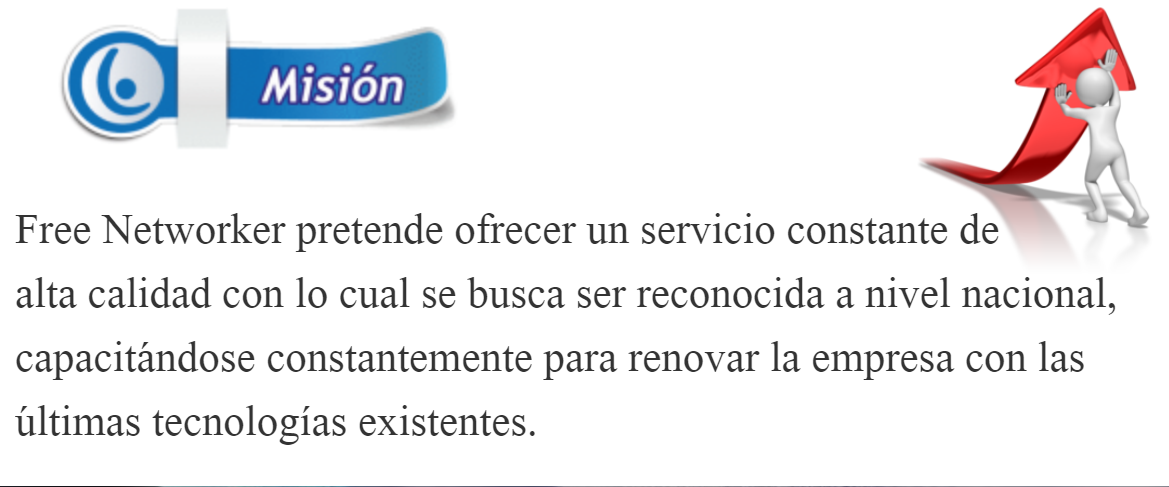 Misión
Free Networker pretende ofrecer un servicio constante de
alta calidad con lo cual se busca ser reconocida a nivel nacional,
capacitándose constantemente para renovar la empresa con las
últimas tecnologías existentes.